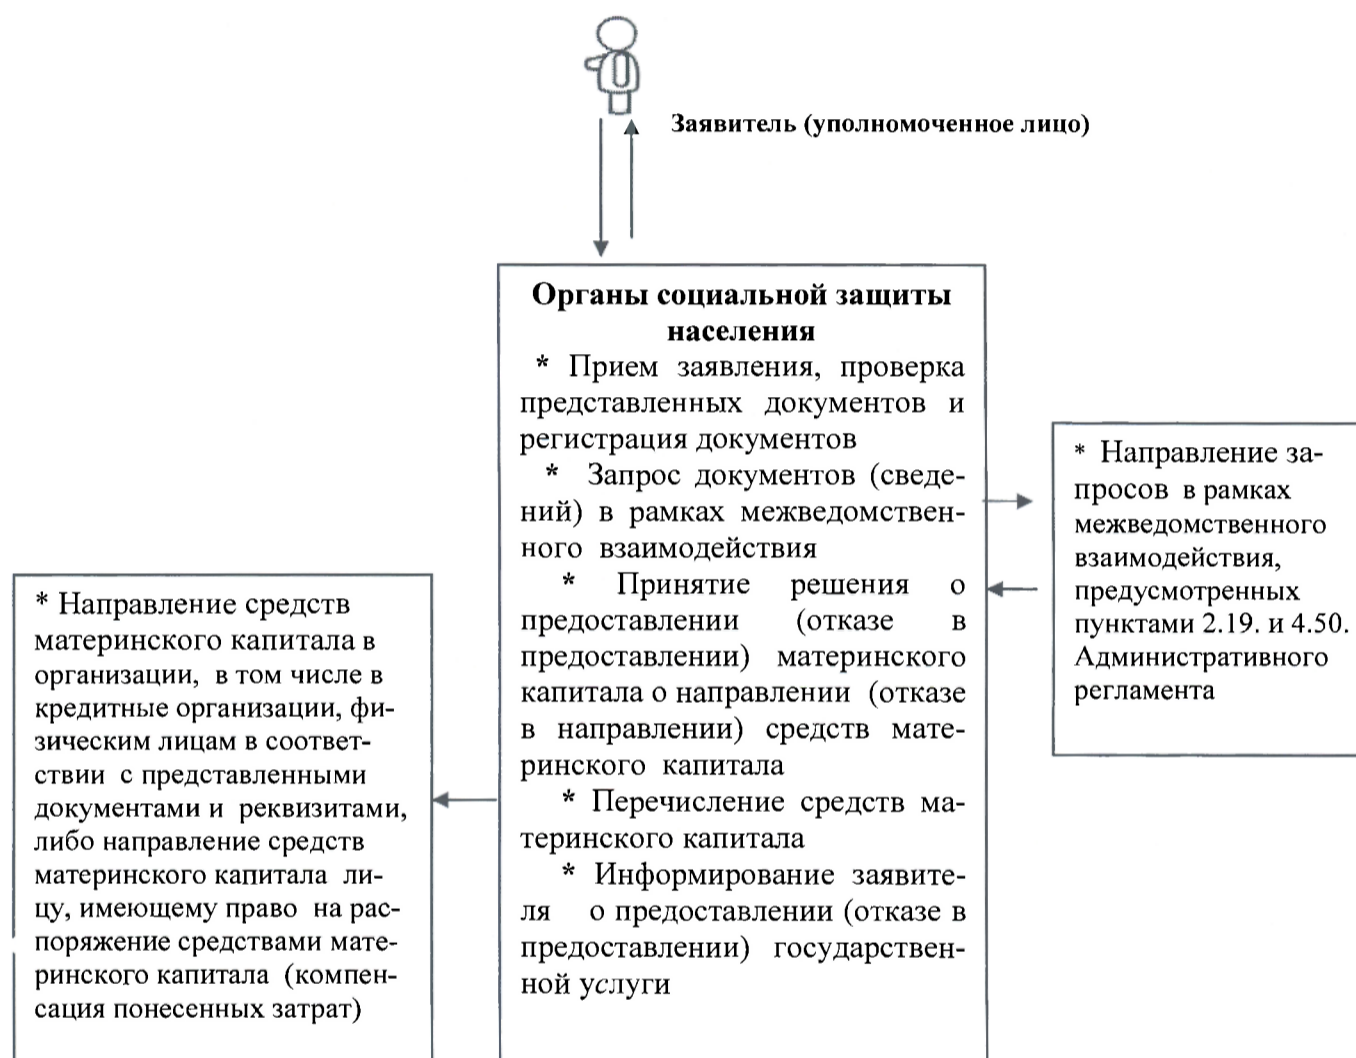 Заявитель (уполномоченное лицо)
Органы социальной защиты
населения
* Прием заявления, проверка
представленных документов и
регистрация документов
* Запрос документов (сведе-
ний) в рамках межведомствен-
ного взаимодействия
* Принятие решения о
предоставлении (отказе в
предоставлении) материнского
капитала о направлении (отказе
в направлении) средств мате-
ринского капитала
* Перечисление средств ма-
теринского капитала
* Информирование заявите-
ля о предоставлении (отказе в
предоставлении) государствен-
ной услуги
* Направление за-
просов в рамках
межведомственного
взаимодействия,
предусмотренных
пунктами 2.19. и 4.50.
Административного
регламента
* Направление средств
материнского капитала в
организации, в том числе в
кредитные организации, фи-
зическим лицам в соответ-
ствии с представленными
документами и реквизитами,
либо направление средств
материнского капитала ли-
цу, имеющему право на рас-
поряжение средствами мате-
ринского капитала (компен-
сация понесенных затрат)